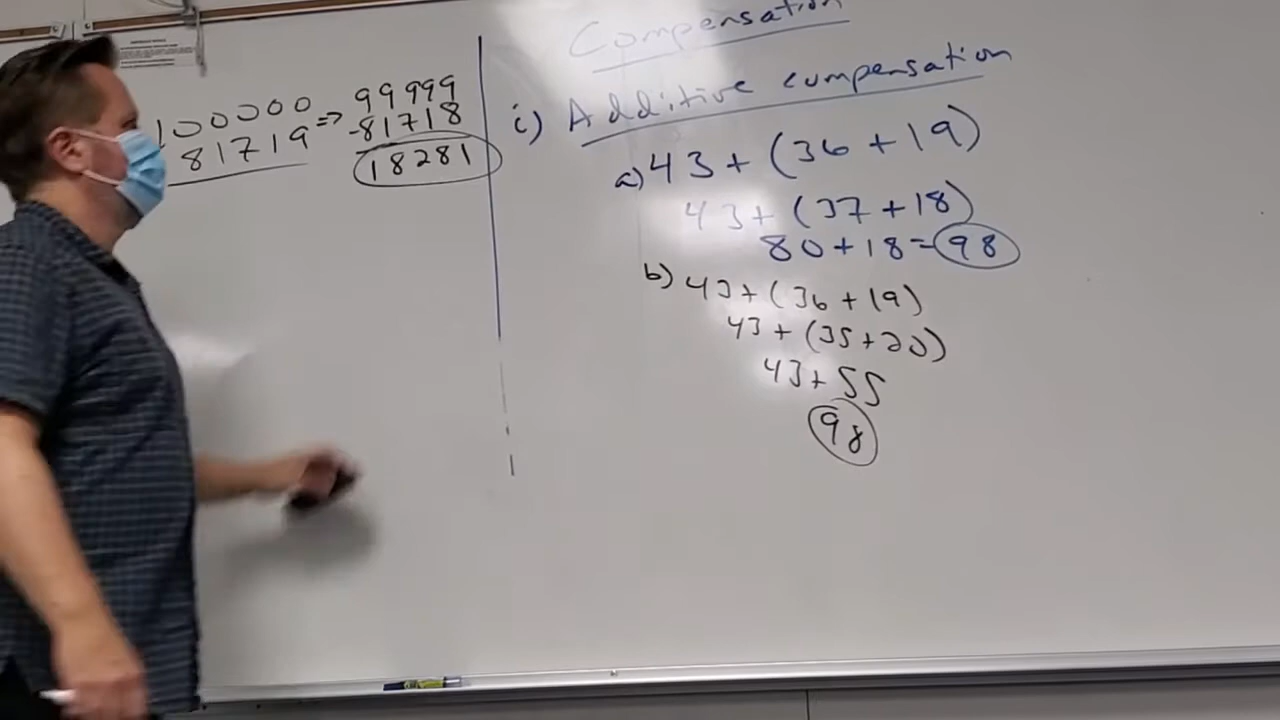 100000 => 99999
81719 -81718
18281
Compensation
i) Additive compensation
a) 43 + (36 + 19)
43 + (37 + 18)
80 + 18 = 98
b) 43 + (36 + 19)
43 + (35 + 20)
43 + 55
98